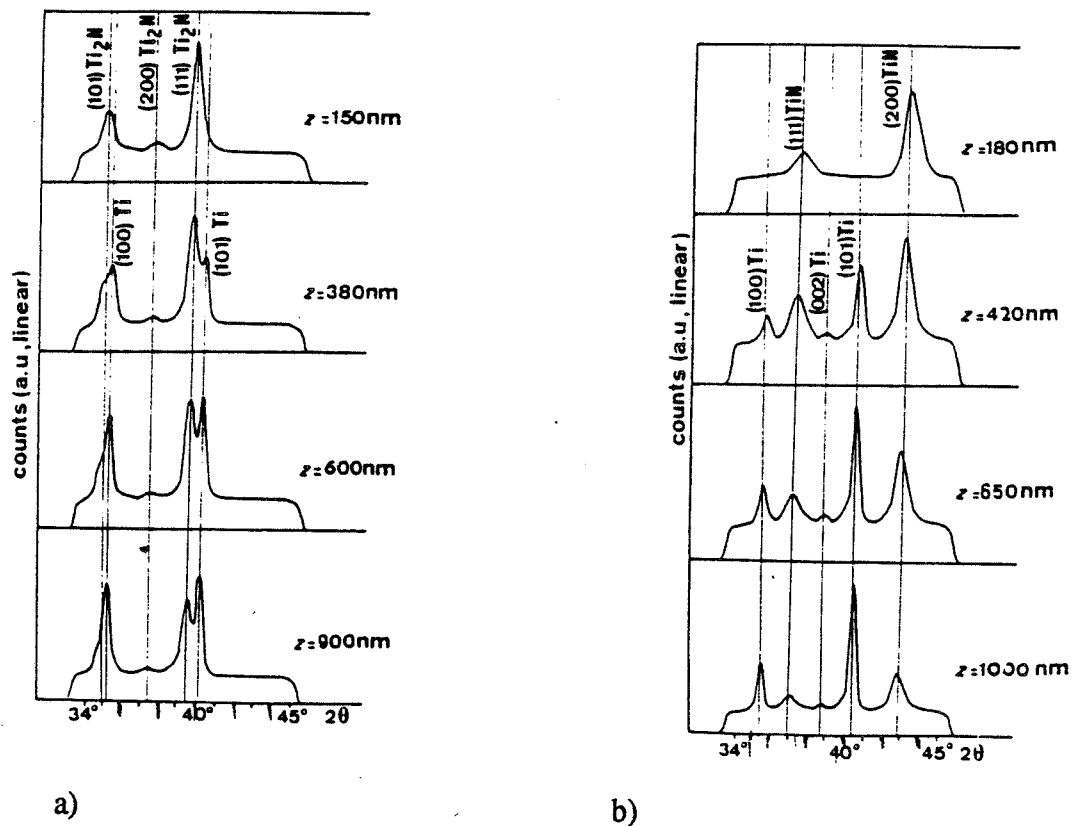 (101) Ti2N
(200) Ti2N
(111) Ti2N
z=150nm
(100) Ti
(101) Ti
z=380nm
z=600nm
z=900nm
counts (a.u, linear)
34° 40° 45° 2θ
a)
(111) TiN
(200) TiN
z=180nm
(100) Ti
(002) Ti
(101) Ti
z=420nm
z=650nm
z=1000 nm
counts (a.u, linear)
34° 40° 45° 2θ
b)